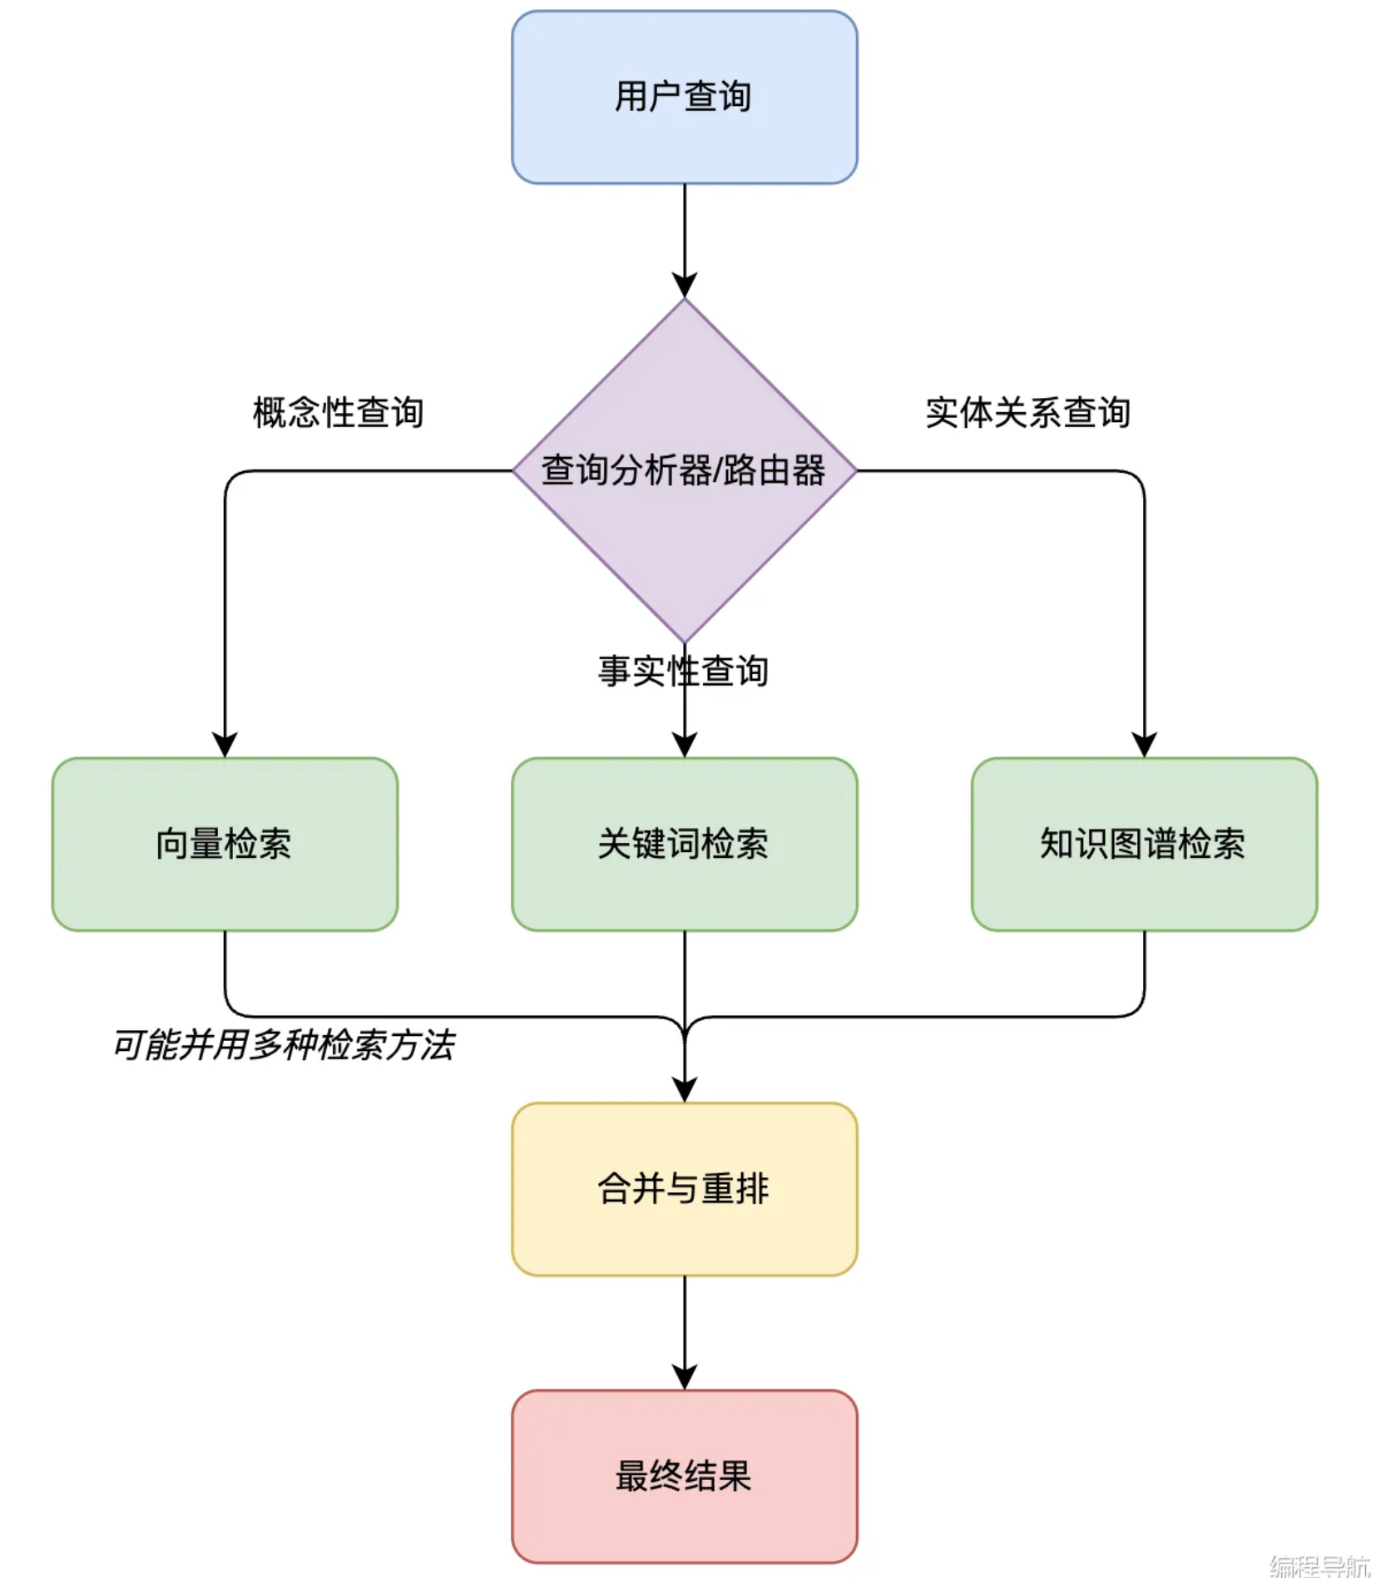 用户查询
概念性查询
实体关系查询
查询分析器/路由器
事实性查询
向量检索
关键词检索
知识图谱检索
可能并用多种检索方法
合并与重排
最终结果
编程导航